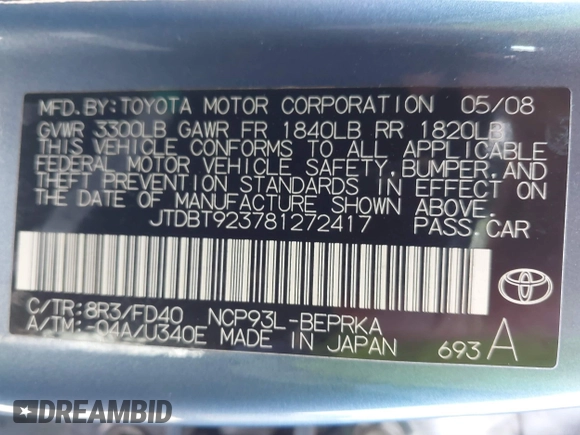 MFD.BY:TOYOTA MOTOR CORPORATION 05/08
GVWR 3300LB GAWR FR 1840LB RR 1820LB
THIS VEHICLE CONFORMS TO ALL APPLICABLE
FEDERAL MOTOR VEHICLE SAFETY,BUMPER,AND
THEFT PREVENTION STANDARDS IN EFFECT ON
THE DATE OF MANUFACTURE SHOWN ABOVE.
JTDBT923781272417 PASS.CAR
TOYOTA
C/TR:8R3/FD40 NCP93L-BEPRKA
A/TM:-04A/U340E MADE IN JAPAN 693 A
DREAMBID